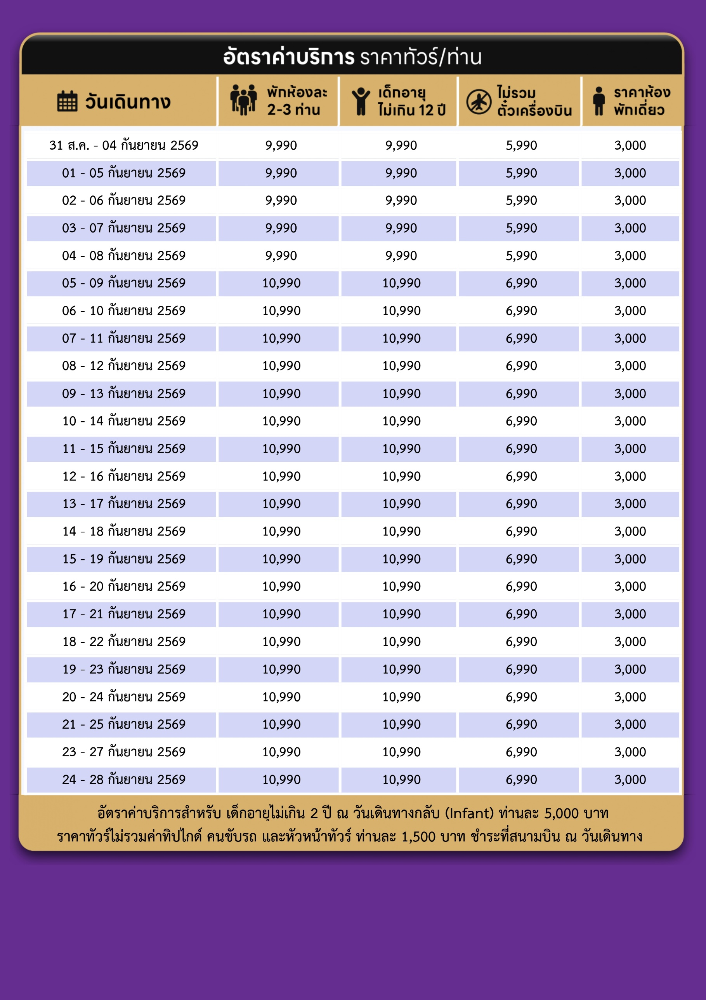 อัตราค่าบริการ ราคาทัวร์/ท่าน
วันเดินทาง พักห้องละ 2-3 ท่าน เด็กอายุ ไม่เกิน 12 ปี ไม่รวม ตั๋วเครื่องบิน ราคาห้อง พักเดี่ยว
31 ส.ค. - 04 กันยายน 2569 9,990 9,990 5,990 3,000
01 - 05 กันยายน 2569 9,990 9,990 5,990 3,000
02 - 06 กันยายน 2569 9,990 9,990 5,990 3,000
03 - 07 กันยายน 2569 9,990 9,990 5,990 3,000
04 - 08 กันยายน 2569 9,990 9,990 5,990 3,000
05 - 09 กันยายน 2569 10,990 10,990 6,990 3,000
06 - 10 กันยายน 2569 10,990 10,990 6,990 3,000
07 - 11 กันยายน 2569 10,990 10,990 6,990 3,000
08 - 12 กันยายน 2569 10,990 10,990 6,990 3,000
09 - 13 กันยายน 2569 10,990 10,990 6,990 3,000
10 - 14 กันยายน 2569 10,990 10,990 6,990 3,000
11 - 15 กันยายน 2569 10,990 10,990 6,990 3,000
12 - 16 กันยายน 2569 10,990 10,990 6,990 3,000
13 - 17 กันยายน 2569 10,990 10,990 6,990 3,000
14 - 18 กันยายน 2569 10,990 10,990 6,990 3,000
15 - 19 กันยายน 2569 10,990 10,990 6,990 3,000
16 - 20 กันยายน 2569 10,990 10,990 6,990 3,000
17 - 21 กันยายน 2569 10,990 10,990 6,990 3,000
18 - 22 กันยายน 2569 10,990 10,990 6,990 3,000
19 - 23 กันยายน 2569 10,990 10,990 6,990 3,000
20 - 24 กันยายน 2569 10,990 10,990 6,990 3,000
21 - 25 กันยายน 2569 10,990 10,990 6,990 3,000
23 - 27 กันยายน 2569 10,990 10,990 6,990 3,000
24 - 28 กันยายน 2569 10,990 10,990 6,990 3,000
อัตราค่าบริการสำหรับ เด็กอายุไม่เกิน 2 ปี ณ วันเดินทางกลับ (Infant) ท่านละ 5,000 บาท
ราคาทัวร์ไม่รวมค่าทิปไกด์ คนขับรถ และหัวหน้าทัวร์ ท่านละ 1,500 บาท ชำระที่สนามบิน ณ วันเดินทาง